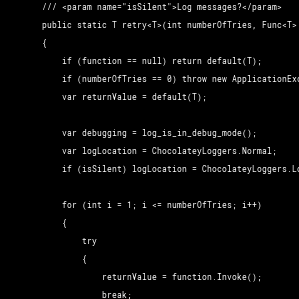 /// <param name="isSilent">Log messages?</param>
public static T retry<T>(int numberOfTries, Func<T>
{
if (function == null) return default(T);
if (numberOfTries == 0) throw new ApplicationExc
var returnValue = default(T);
var debugging = log_is_in_debug_mode();
var logLocation = ChocolateyLoggers.Normal;
if (isSilent) logLocation = ChocolateyLoggers.Lo
for (int i = 1; i <= numberOfTries; i++)
{
try
{
returnValue = function.Invoke();
break;